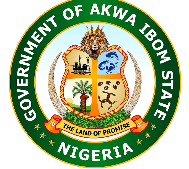 GOVERNMENT OF AKWA IBOM STATE
THE LAND OF PROMISE
NIGERIA